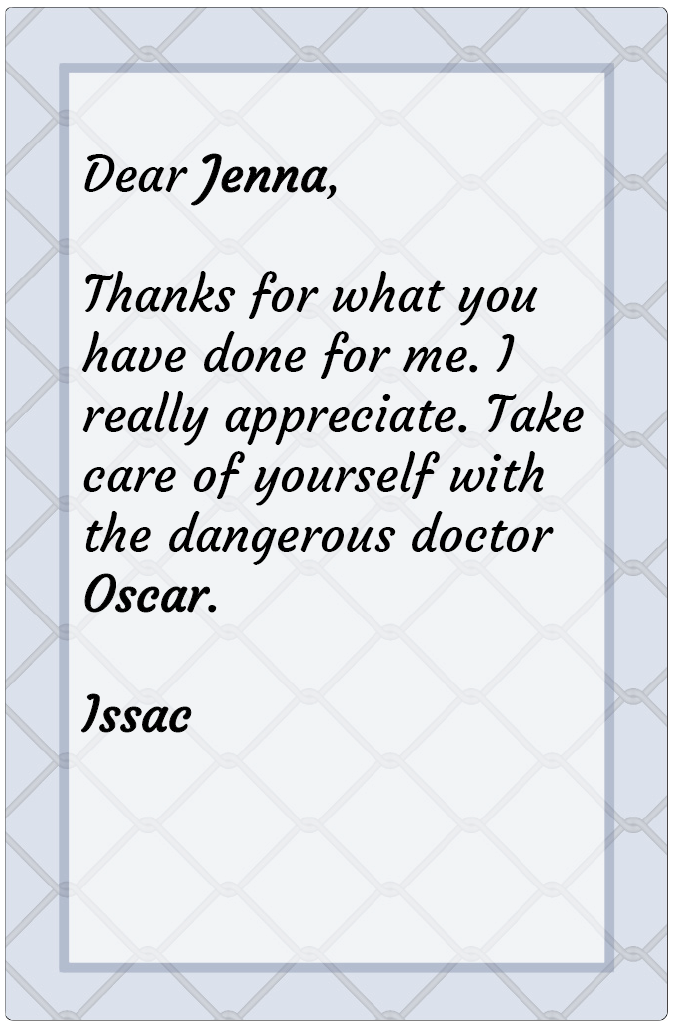 Dear Jenna,
Thanks for what you
have done for me. I
really appreciate. Take
care of yourself with
the dangerous doctor
Oscar.
Issac